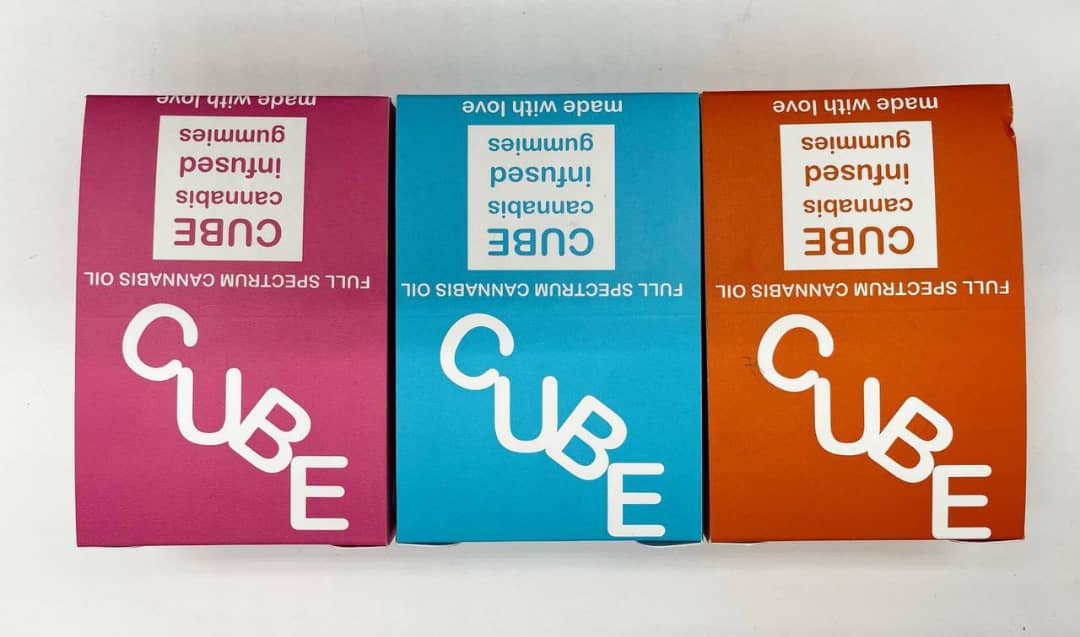 FULL SPECTRUM CANNABIS OIL
CUBE
cannabis
infused
gummies
made with love
CUBE
FULL SPECTRUM CANNABIS OIL
CUBE
cannabis
infused
gummies
made with love
CUBE
FULL SPECTRUM CANNABIS OIL
CUBE
cannabis
infused
gummies
made with love
CUBE